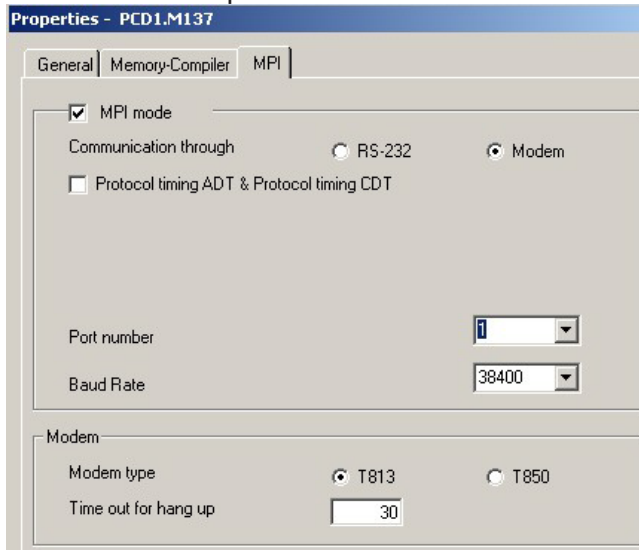 Properties - PCD1.M137
General Memory-Compiler MPI
MPI mode
Communication through RS-232 Modem
Protocol timing ADT & Protocol timing CDT
Port number 1
Baud Rate 38400
Modem
Modem type T813 T850
Time out for hang up 30